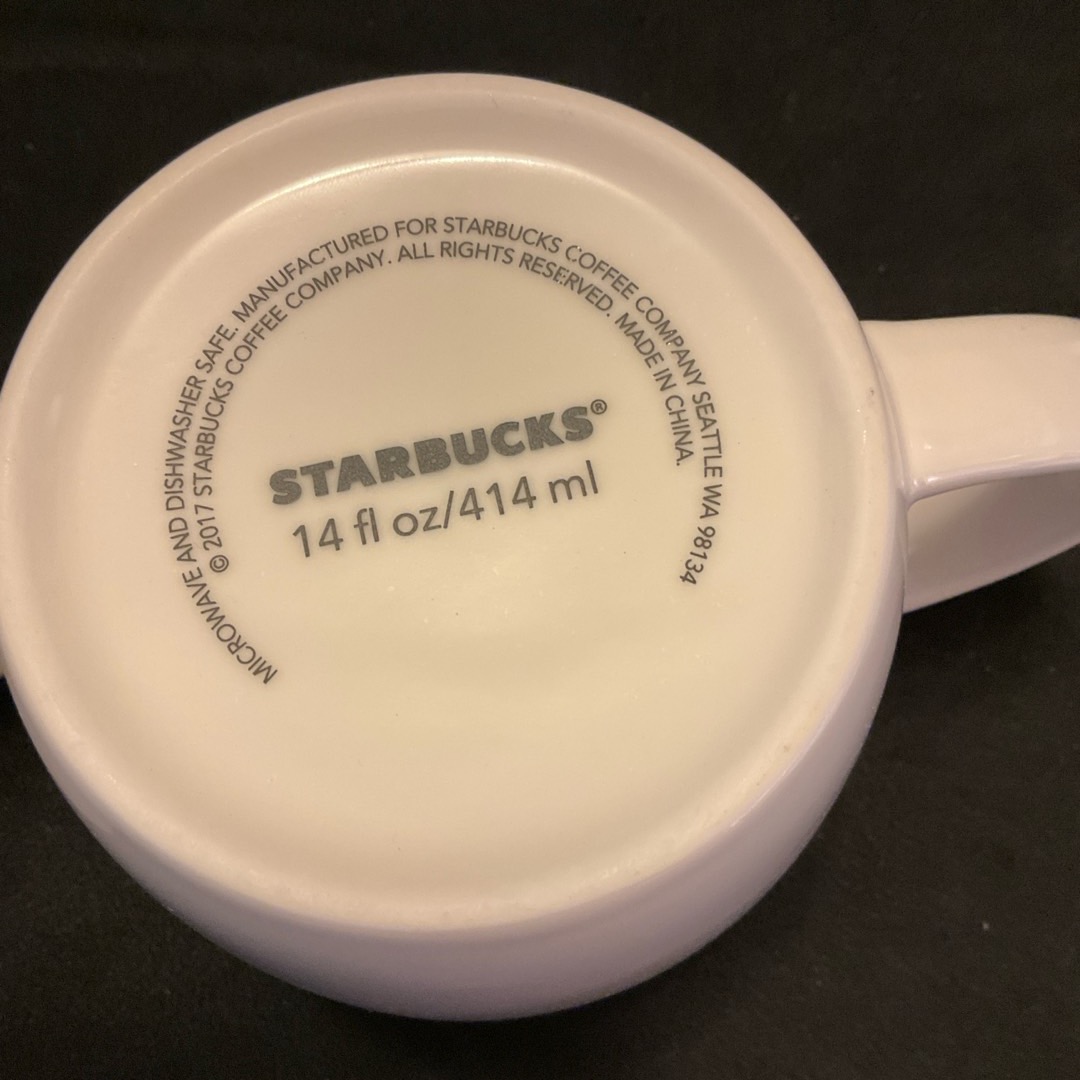 MICROWAVE AND DISHWASHER SAFE. MANUFACTURED FOR STARBUCKS COFFEE COMPANY SEATTLE WA 98134
© 2017 STARBUCKS COFFEE COMPANY. ALL RIGHTS RESERVED. MADE IN CHINA.
STARBUCKS®
14 fl oz/414 ml